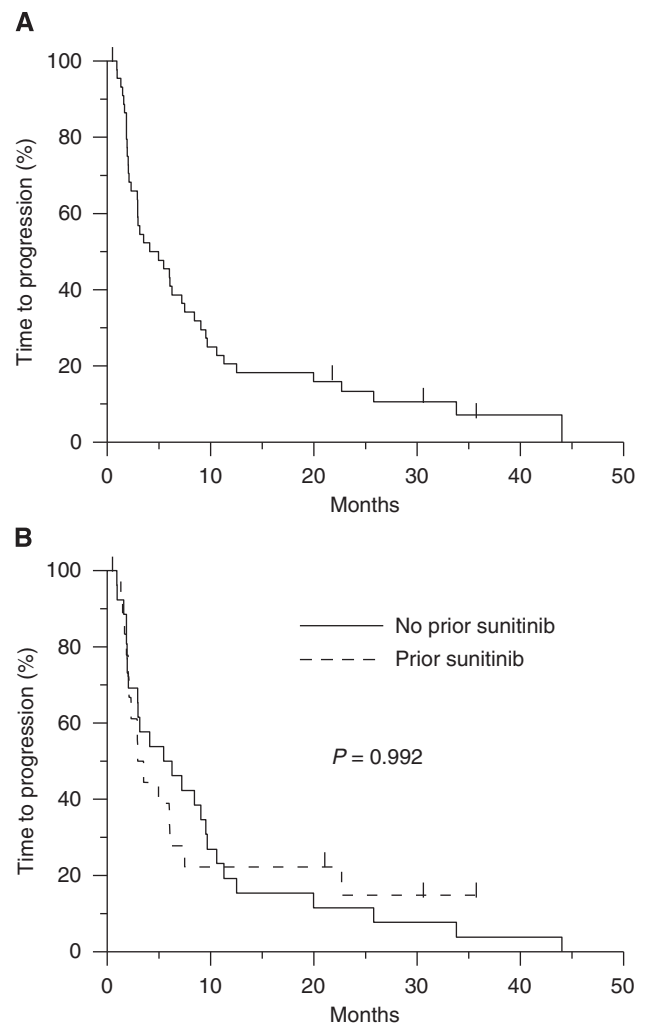 A
Time to progression (%)
100
80
60
40
20
0
0 10 20 30 40 50
Months
B
Time to progression (%)
100
80
60
40
20
0
No prior sunitinib
Prior sunitinib
P = 0.992
0 10 20 30 40 50
Months